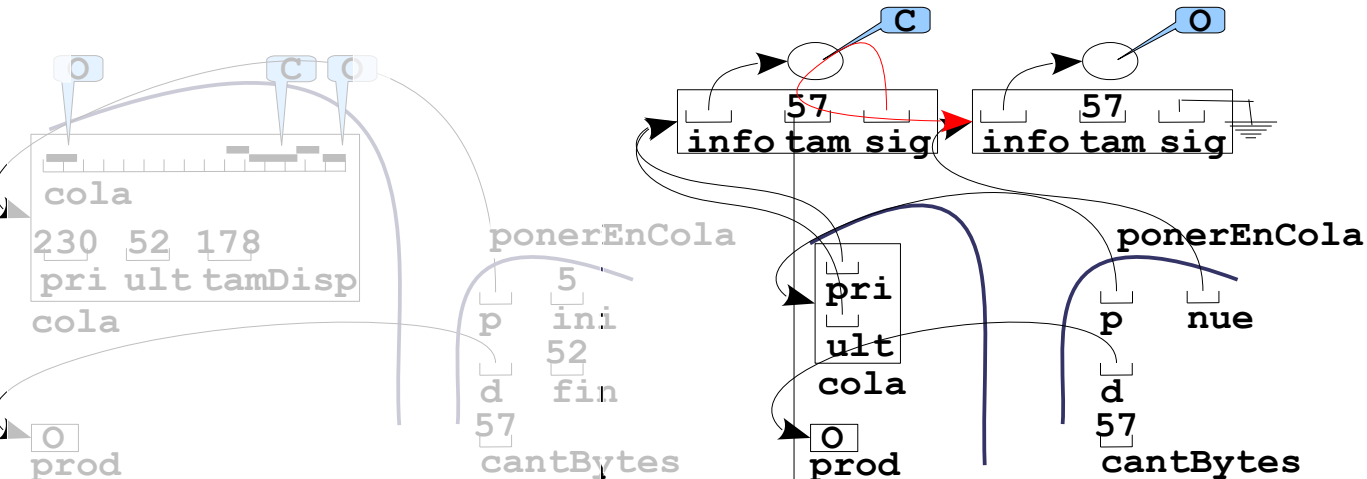 O C O
cola
230 52 178
pri ult tamDisp
cola
ponerEnCola
5
p ini
52
d fin
57
cantBytes
O
prod
C O
57
info tam sig
57
info tam sig
ponerEnCola
pri
ult
cola
p nue
d
57
cantBytes
O
prod